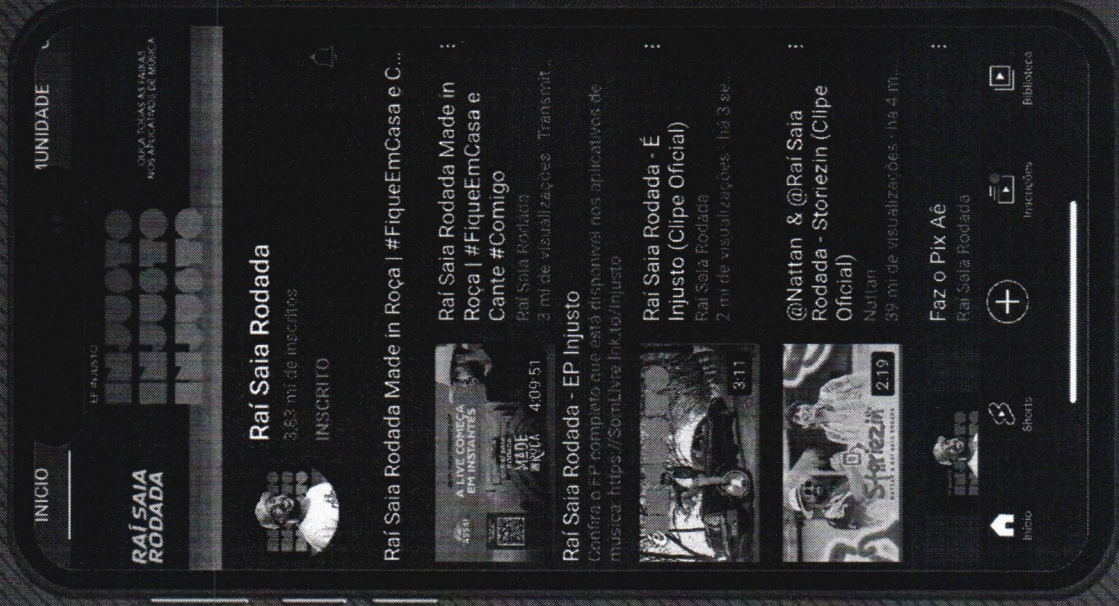 INÍCIO
MUNIDADE
RAÍ SAIA
RODADA
EP INJUSTO
INJUSTO
INJUSTO
INJUSTO
OUÇA TODAS AS FAIXAS
NOS APLICATIVOS DE MÚSICA
Raí Saia Rodada
3,83 mi de inscritos
INSCRITO
Raí Saia Rodada Made in Roça | #FiqueEmCasa e C...
A LIVE COMEÇA
EM INSTANTES
MADE
ROÇA
4:09:51
Raí Saia Rodada Made in
Roça | #FiqueEmCasa e
Cante #Comigo
Raí Saia Rodada
2 mi de visualizações · Transmit...
Raí Saia Rodada - EP Injusto
Confira o EP completo que está disponível nos aplicativos de
música https://SomLivre.lnk.to/Injusto
3:11
Raí Saia Rodada - É
Injusto (Clipe Oficial)
Raí Saia Rodada
2 mi de visualizações · há 3 se...
Storiezin
2:19
@Nattan & @Raí Saia
Rodada - Storiezin (Clipe
Oficial)
Nattan
39 mi de visualizações · há 4 m...
Faz o Pix Aê
Raí Saia Rodada
Início
Shorts
Inscrições
Biblioteca